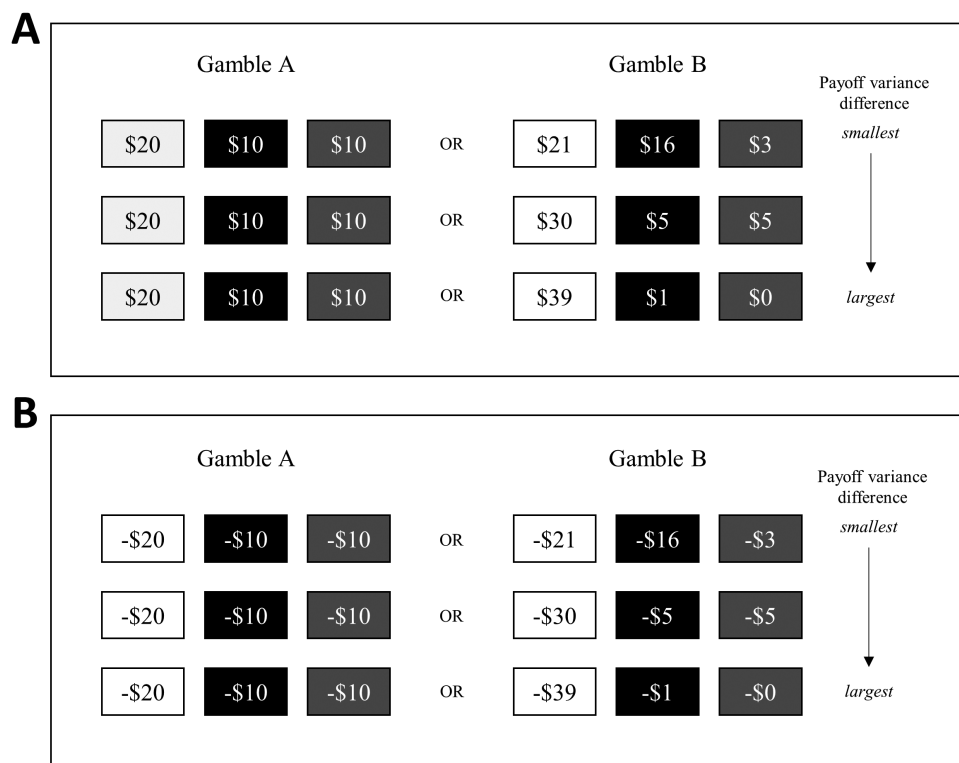 A
Gamble A Gamble B
Payoff variance
difference
smallest
$20 $10 $10 OR $21 $16 $3
$20 $10 $10 OR $30 $5 $5
$20 $10 $10 OR $39 $1 $0
largest
B
Gamble A Gamble B
Payoff variance
difference
smallest
-$20 -$10 -$10 OR -$21 -$16 -$3
-$20 -$10 -$10 OR -$30 -$5 -$5
-$20 -$10 -$10 OR -$39 -$1 -$0
largest